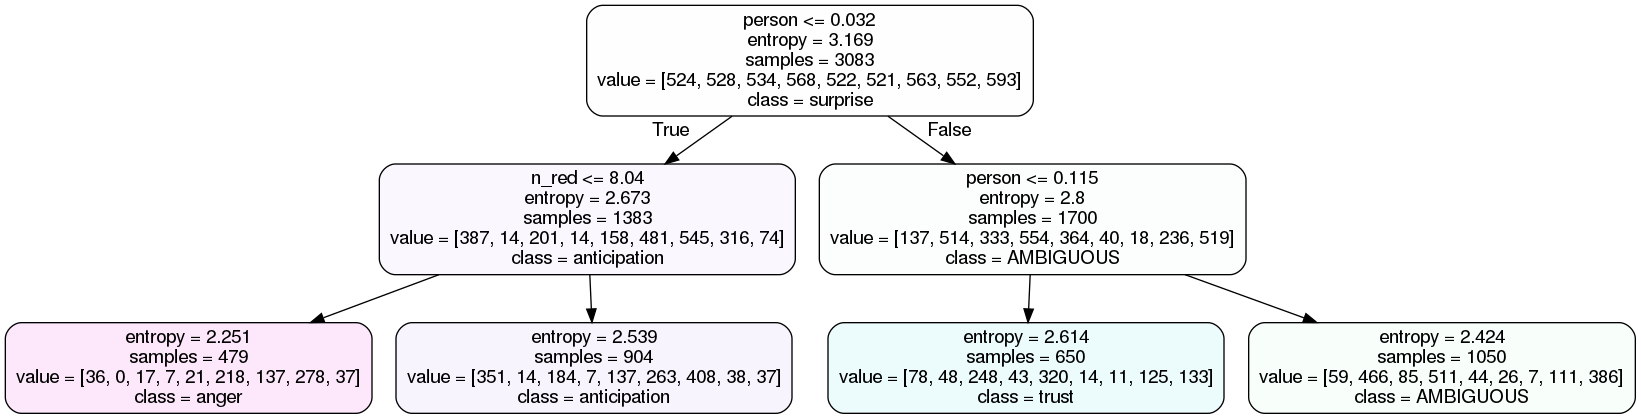 person <= 0.032
entropy = 3.169
samples = 3083
value = [524, 528, 534, 568, 522, 521, 563, 552, 593]
class = surprise
True
False
n_red <= 8.04
entropy = 2.673
samples = 1383
value = [387, 14, 201, 14, 158, 481, 545, 316, 74]
class = anticipation
person <= 0.115
entropy = 2.8
samples = 1700
value = [137, 514, 333, 554, 364, 40, 18, 236, 519]
class = AMBIGUOUS
entropy = 2.251
samples = 479
value = [36, 0, 17, 7, 21, 218, 137, 278, 37]
class = anger
entropy = 2.539
samples = 904
value = [351, 14, 184, 7, 137, 263, 408, 38, 37]
class = anticipation
entropy = 2.614
samples = 650
value = [78, 48, 248, 43, 320, 14, 11, 125, 133]
class = trust
entropy = 2.424
samples = 1050
value = [59, 466, 85, 511, 44, 26, 7, 111, 386]
class = AMBIGUOUS